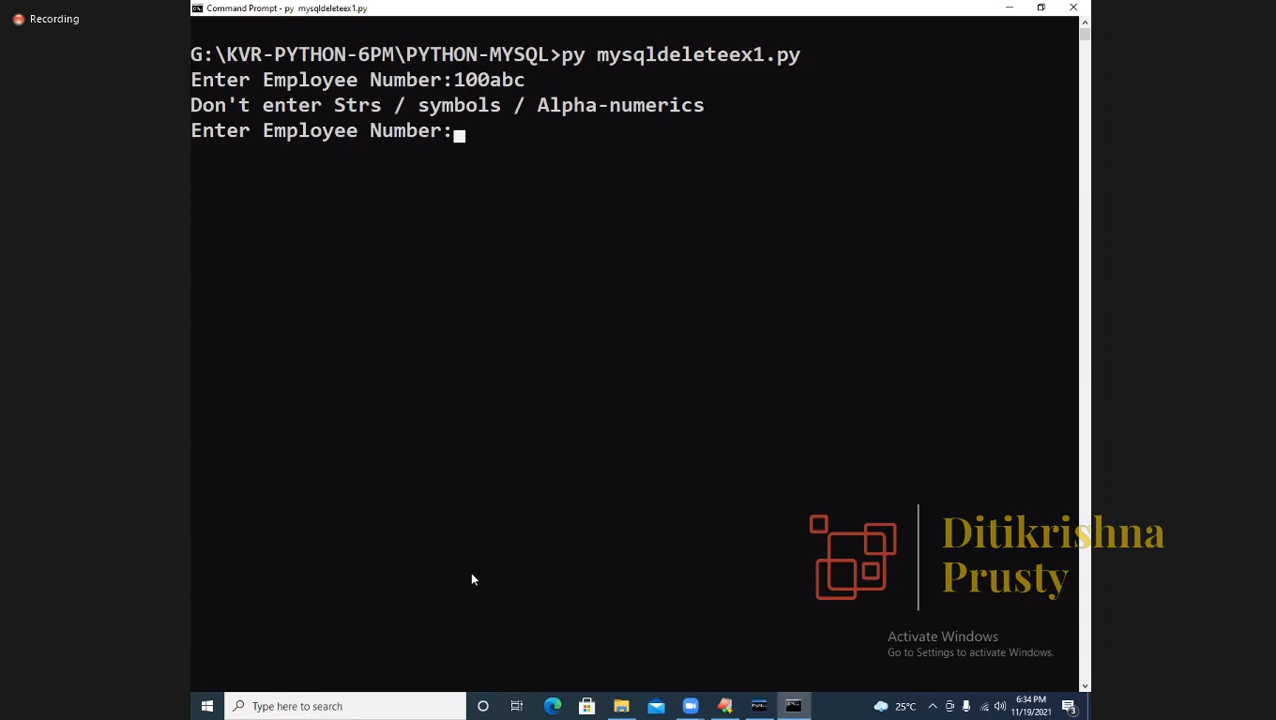 Recording
Command Prompt - py mysqldeleteex1.py
G:\KVR-PYTHON-6PM\PYTHON-MYSQL>py mysqldeleteex1.py
Enter Employee Number:100abc
Don't enter Strs / symbols / Alpha-numerics
Enter Employee Number:
Ditikrishna
Prusty
Activate Windows
Go to Settings to activate Windows.
Type here to search
25°C
6:34 PM
11/19/2021
3